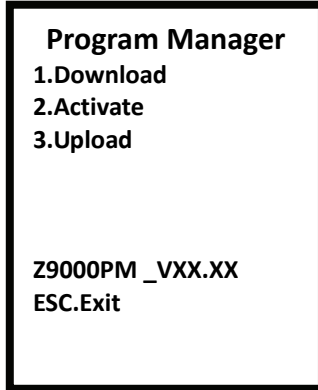 Program Manager
1.Download
2.Activate
3.Upload
Z9000PM _VXX.XX
ESC.Exit